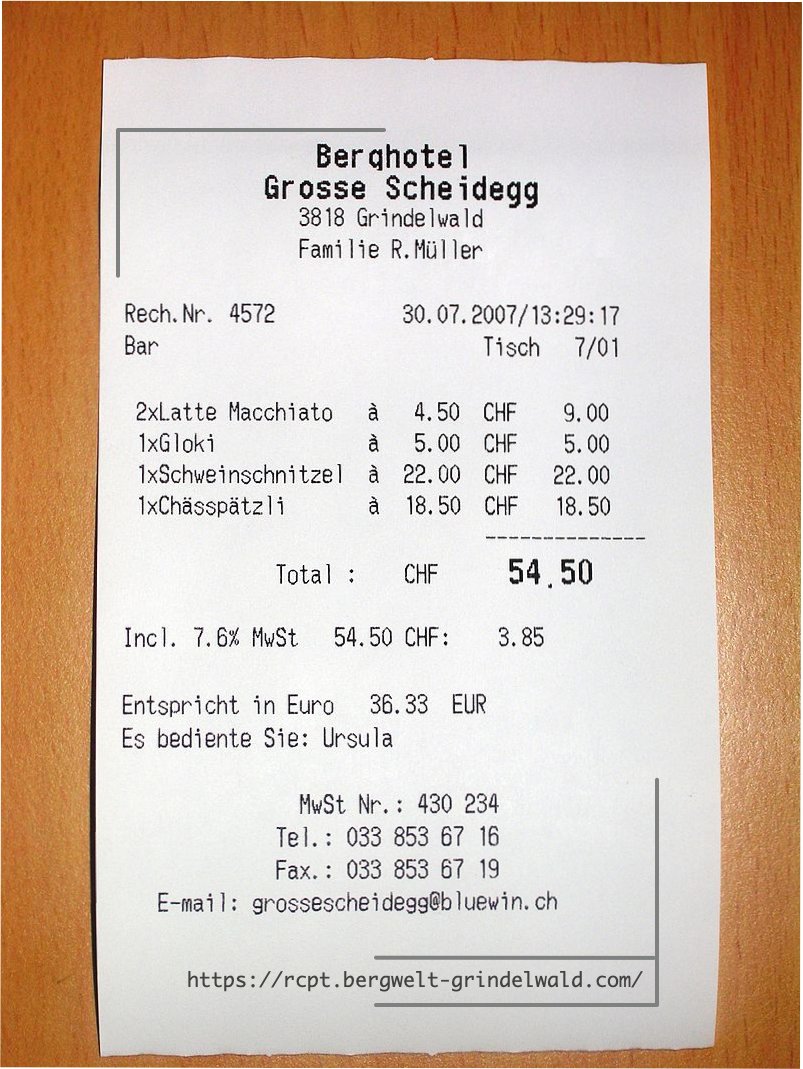 Berghotel
Grosse Scheidegg
3818 Grindelwald
Familie R.Müller
Rech.Nr. 4572 30.07.2007/13:29:17
Bar Tisch 7/01
2xLatte Macchiato à 4.50 CHF 9.00
1xGloki à 5.00 CHF 5.00
1xSchweinschnitzel à 22.00 CHF 22.00
1xChässpätzli à 18.50 CHF 18.50
Total : CHF 54.50
Incl. 7.6% MwSt 54.50 CHF: 3.85
Entspricht in Euro 36.33 EUR
Es bediente Sie: Ursula
MwSt Nr.: 430 234
Tel.: 033 853 67 16
Fax.: 033 853 67 19
E-mail: grossescheidegg@bluewin.ch
https://rcpt.bergwelt-grindelwald.com/